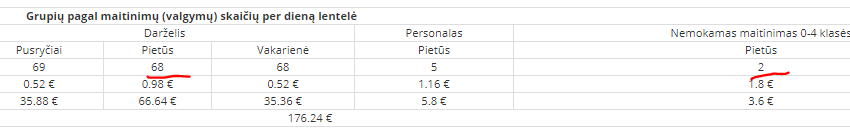 Grupių pagal maitinimų (valgymų) skaičių per dieną lentelė
Darželis Personalas Nemokamas maitinimas 0-4 klasės
Pusryčiai Pietūs Vakarienė Pietūs Pietūs
69 68 68 5 2
0.52 € 0.98 € 0.52 € 1.16 € 1.8 €
35.88 € 66.64 € 35.36 € 5.8 € 3.6 €
176.24 €